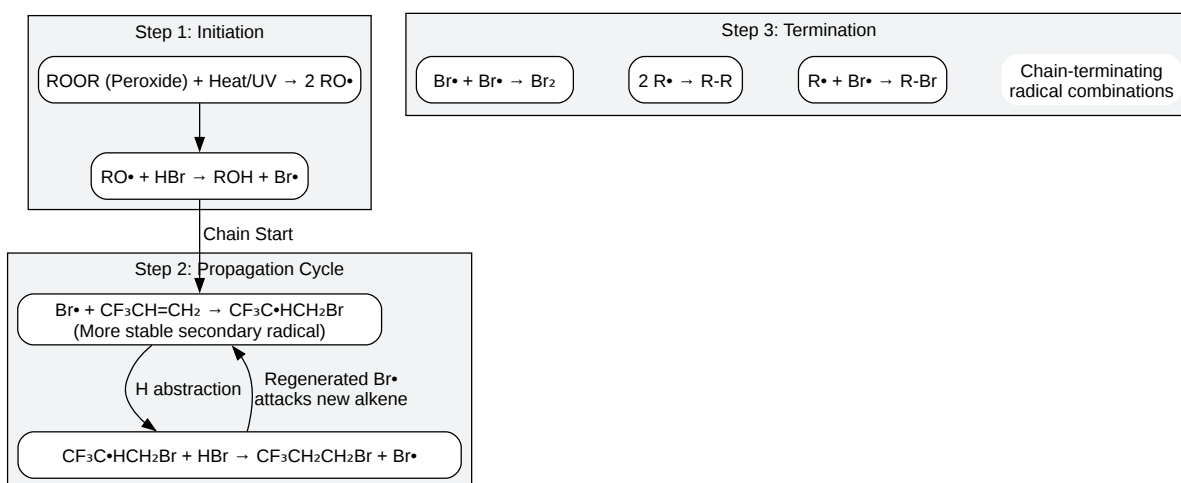 Step 1: Initiation
ROOR (Peroxide) + Heat/UV → 2 RO•
RO• + HBr → ROH + Br•
Chain Start
Step 2: Propagation Cycle
Br• + CF₃CH=CH₂ → CF₃C•HCH₂Br
(More stable secondary radical)
H abstraction
Regenerated Br•
attacks new alkene
CF₃C•HCH₂Br + HBr → CF₃CH₂CH₂Br + Br•
Step 3: Termination
Br• + Br• → Br₂
2 R• → R-R
R• + Br• → R-Br
Chain-terminating
radical combinations